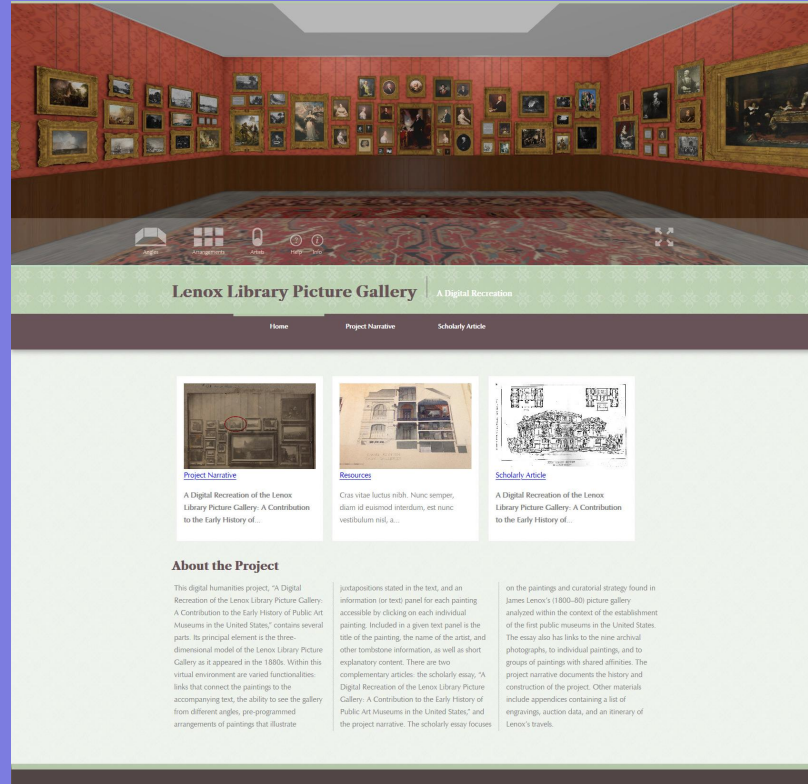 Angles
Arrangements
Artists
Help
Info
Lenox Library Picture Gallery
A Digital Recreation
Home
Project Narrative
Scholarly Article
Project Narrative
A Digital Recreation of the Lenox
Library Picture Gallery: A Contribution
to the Early History of...
Resources
Cras vitae luctus nibh. Nunc semper,
diam id euismod interdum, est nunc
vestibulum nisl, a...
Scholarly Article
A Digital Recreation of the Lenox
Library Picture Gallery: A Contribution
to the Early History of...
About the Project
This digital humanities project, "A Digital
Recreation of the Lenox Library Picture Gallery:
A Contribution to the Early History of Public Art
Museums in the United States," contains several
parts. Its principal element is the three-
dimensional model of the Lenox Library Picture
Gallery as it appeared in the 1880s. Within this
virtual environment are varied functionalities:
links that connect the paintings to the
accompanying text, the ability to see the gallery
from different angles, pre-programmed
arrangements of paintings that illustrate
juxtapositions stated in the text, and an
information (or text) panel for each painting
accessible by clicking on each individual
painting. Included in a given text panel is the
title of the painting, the name of the artist, and
other tombstone information, as well as short
explanatory content. There are two
complementary articles: the scholarly essay, "A
Digital Recreation of the Lenox Library Picture
Gallery: A Contribution to the Early History of
Public Art Museums in the United States," and
the project narrative. The scholarly essay focuses
on the paintings and curatorial strategy found in
James Lenox's (1800–80) picture gallery
analyzed within the context of the establishment
of the first public museums in the United States.
The essay also has links to the nine archival
photographs, to individual paintings, and to
groups of paintings with shared affinities. The
project narrative documents the history and
construction of the project. Other materials
include appendices containing a list of
engravings, auction data, and an itinerary of
Lenox's travels.